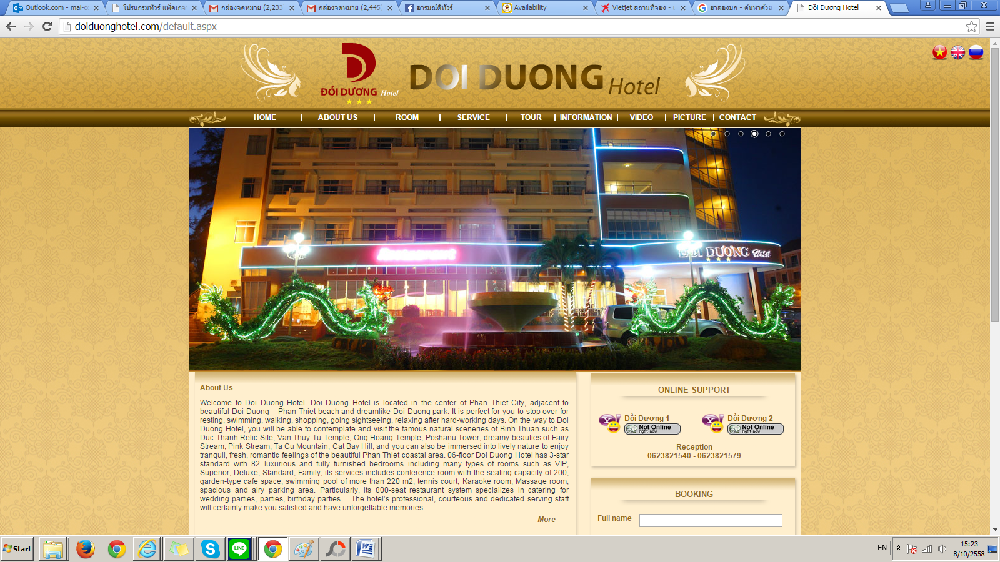 Outlook.com - mai-c
โปรแกรมทัวร์ แพ็คเกจ
กล่องจดหมาย (2,233)
กล่องจดหมาย (2,445)
อารมณ์ดีทัวร์
Availability
Vietjet สถานที่จอง -
ฮาลองบก - ค้นหาด้วย
Đồi Dương Hotel
doiduonghotel.com/default.aspx
ĐỒI DƯƠNG Hotel
DOI DUONG Hotel
HOME ABOUT US ROOM SERVICE TOUR INFORMATION VIDEO PICTURE CONTACT
Restaurant
DOI DUONG Hotel
About Us
Welcome to Doi Duong Hotel. Doi Duong Hotel is located in the center of Phan Thiet City, adjacent to
beautiful Doi Duong – Phan Thiet beach and dreamlike Doi Duong park. It is perfect for you to stop over for
resting, swimming, walking, shopping, going sightseeing, relaxing after hard-working days. On the way to Doi
Duong Hotel, you will be able to contemplate and visit the famous natural sceneries of Binh Thuan such as
Duc Thanh Relic Site, Van Thuy Tu Temple, Ong Hoang Temple, Poshanu Tower, dreamy beauties of Fairy
Stream, Pink Stream, Ta Cu Mountain, Cat Bay Hill, and you can also be immersed into lively nature to enjoy
tranquil, fresh, romantic feelings of the beautiful Phan Thiet coastal area. 06-floor Doi Duong Hotel has 3-star
standard with 82 luxurious and fully furnished bedrooms including many types of rooms such as VIP,
Superior, Deluxe, Standard, Family; its services includes conference room with the seating capacity of 200,
garden-type cafe space, swimming pool of more than 220 m2, tennis court, Karaoke room, Massage room,
spacious and airy parking area. Particularly, its 800-seat restaurant system specializes in catering for
wedding parties, parties, birthday parties… The hotel's professional, courteous and dedicated serving staff
will certainly make you satisfied and have unforgettable memories.
More
ONLINE SUPPORT
Đồi Dương 1
Not Online
right now
Đồi Dương 2
Not Online
right now
Reception
0623821540 - 0623821579
BOOKING
Full name
Start
LINE
EN
15:23
8/10/2558